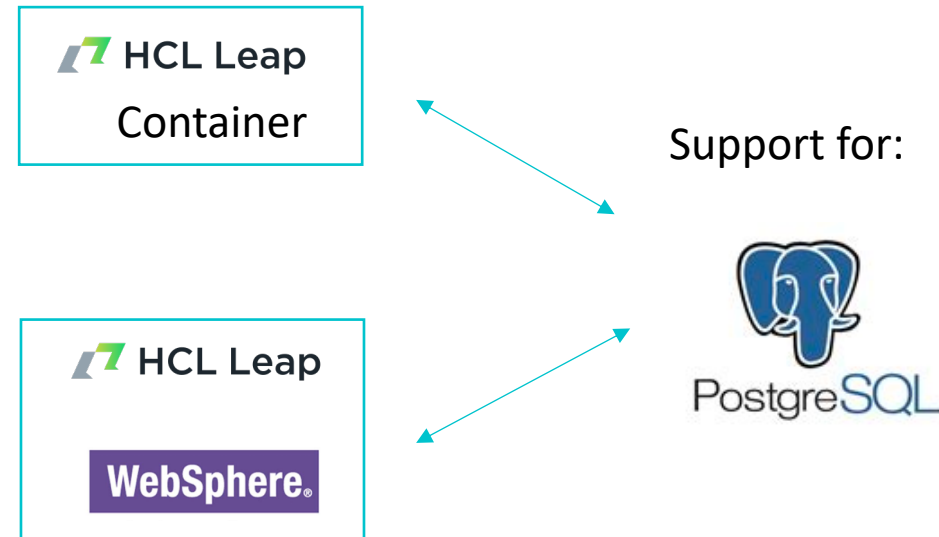 HCL Leap
Container
Support for:
PostgreSQL
HCL Leap
WebSphere®